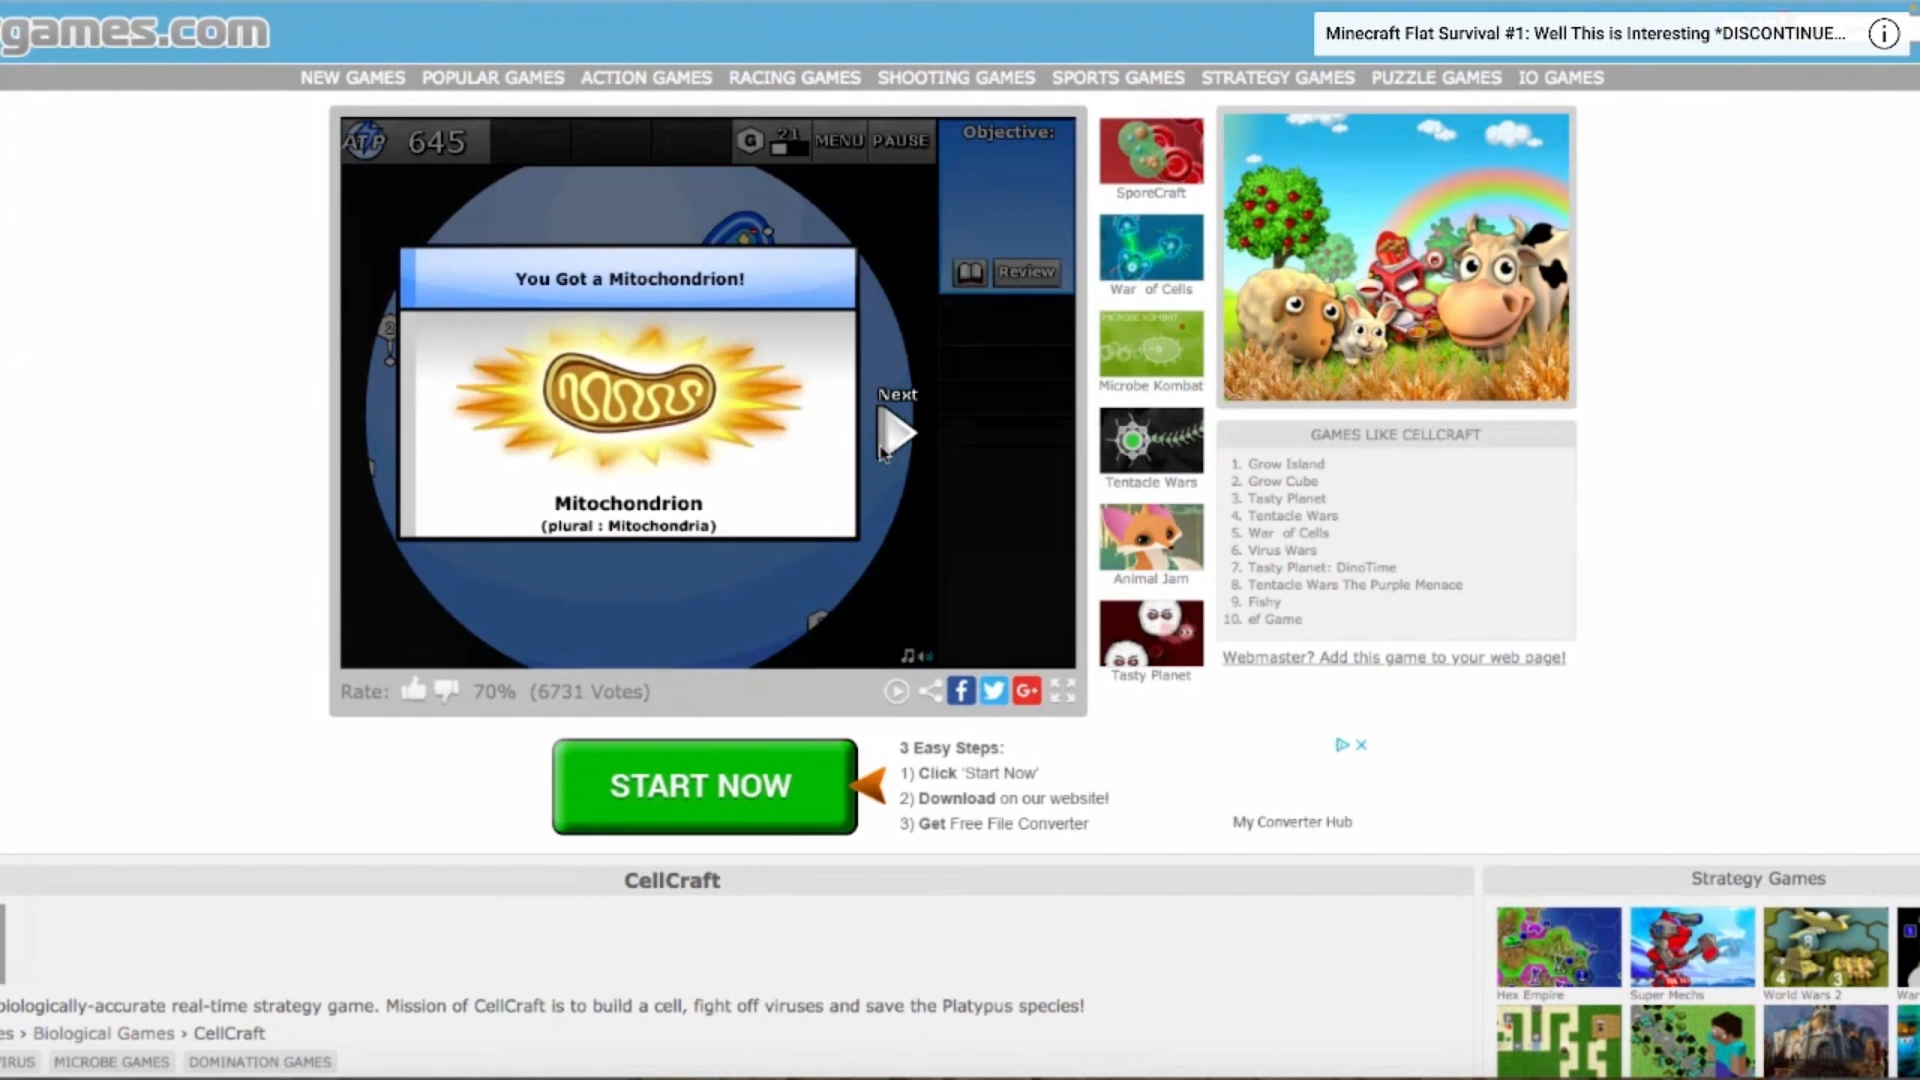 games.com
Minecraft Flat Survival #1: Well This is Interesting *DISCONTINUE...
NEW GAMES POPULAR GAMES ACTION GAMES RACING GAMES SHOOTING GAMES SPORTS GAMES STRATEGY GAMES PUZZLE GAMES IO GAMES
ATP 645 G 21 MENU PAUSE
Objective:
Review
You Got a Mitochondrion!
Next
Mitochondrion
(plural : Mitochondria)
SporeCraft
War of Cells
MICROBE KOMBAT
Microbe Kombat
Tentacle Wars
Animal Jam
Tasty Planet
GAMES LIKE CELLCRAFT
1. Grow Island
2. Grow Cube
3. Tasty Planet
4. Tentacle Wars
5. War of Cells
6. Virus Wars
7. Tasty Planet: DinoTime
8. Tentacle Wars The Purple Menace
9. Fishy
10. ef Game
Webmaster? Add this game to your web page!
Rate: 70% (6731 Votes)
START NOW
3 Easy Steps:
1) Click 'Start Now'
2) Download on our website!
3) Get Free File Converter
My Converter Hub
CellCraft
Strategy Games
Hex Empire
Super Mechs
World Wars 2
biologically-accurate real-time strategy game. Mission of CellCraft is to build a cell, fight off viruses and save the Platypus species!
es › Biological Games › CellCraft
IRUS MICROBE GAMES DOMINATION GAMES